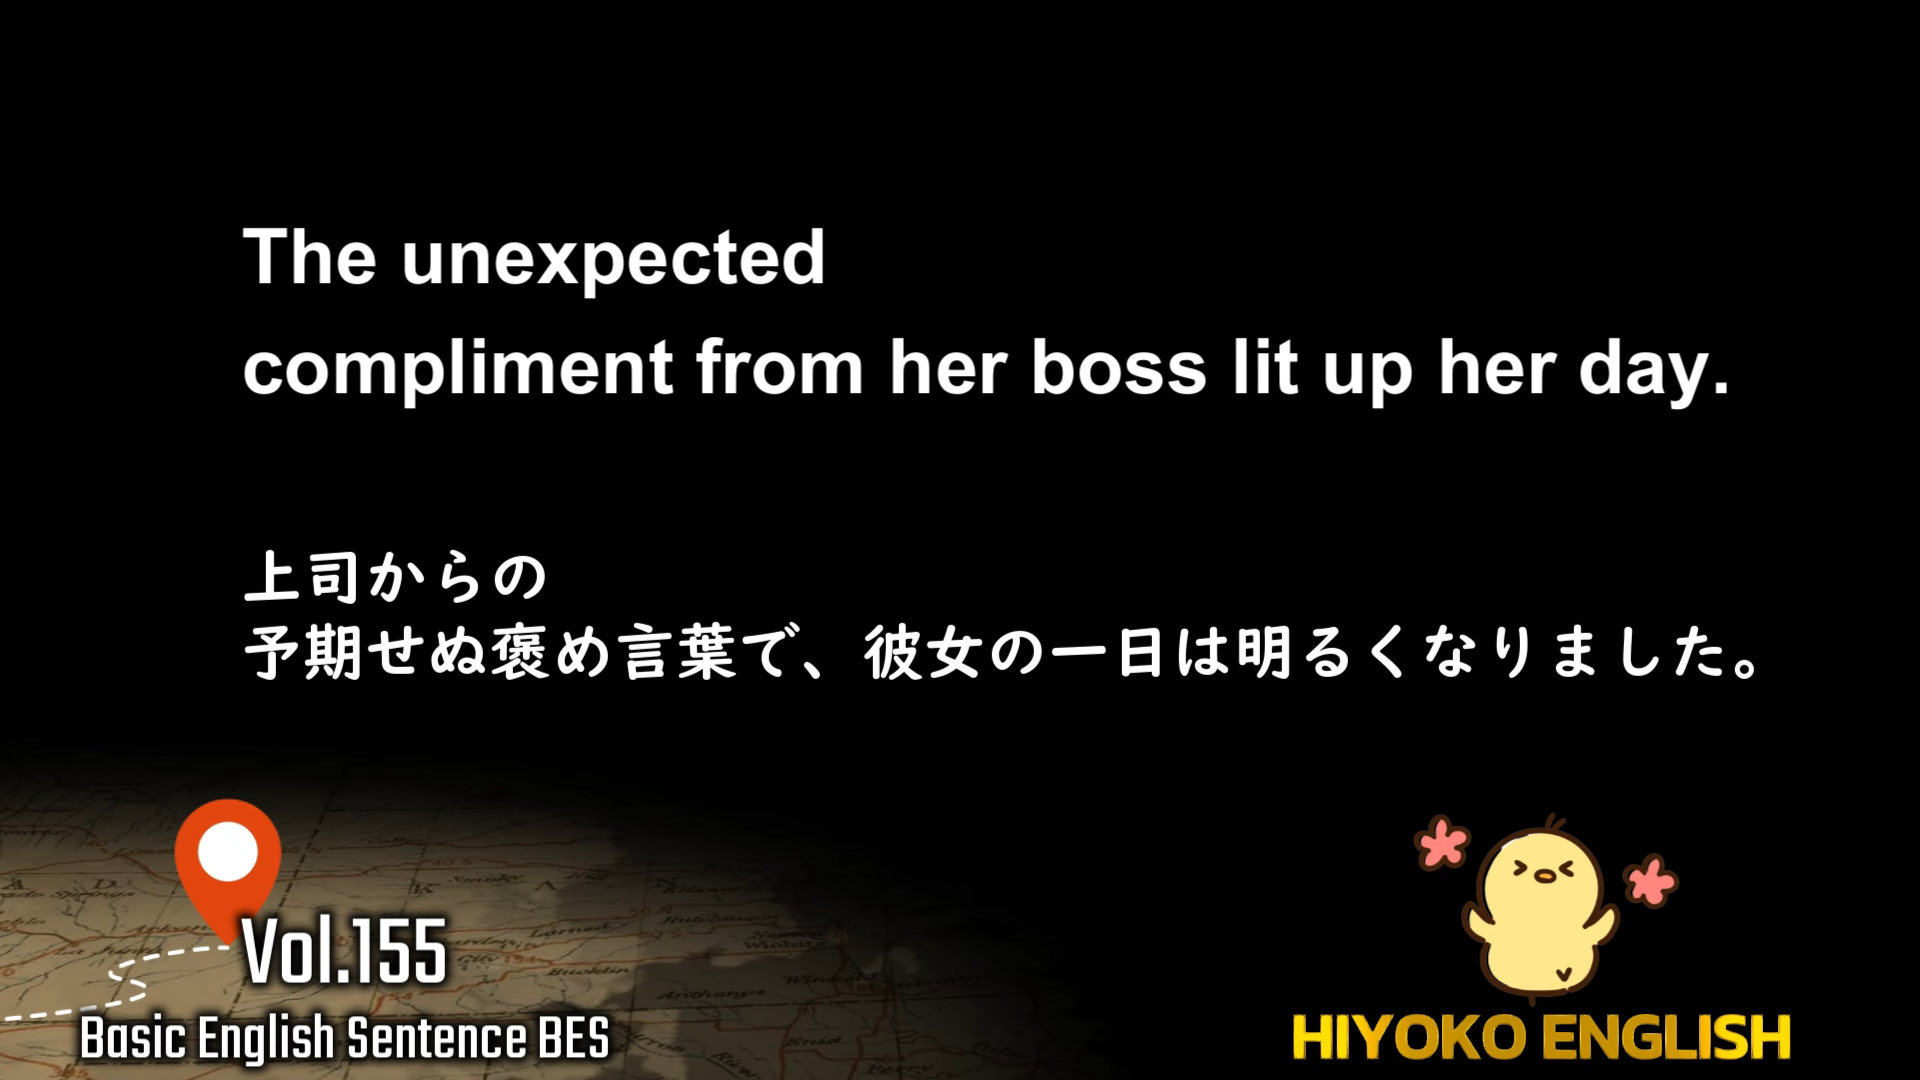 The unexpected
compliment from her boss lit up her day.
上司からの
予期せぬ褒め言葉で、彼女の一日は明るくなりました。
Vol.155
Basic English Sentence BES
HIYOKO ENGLISH